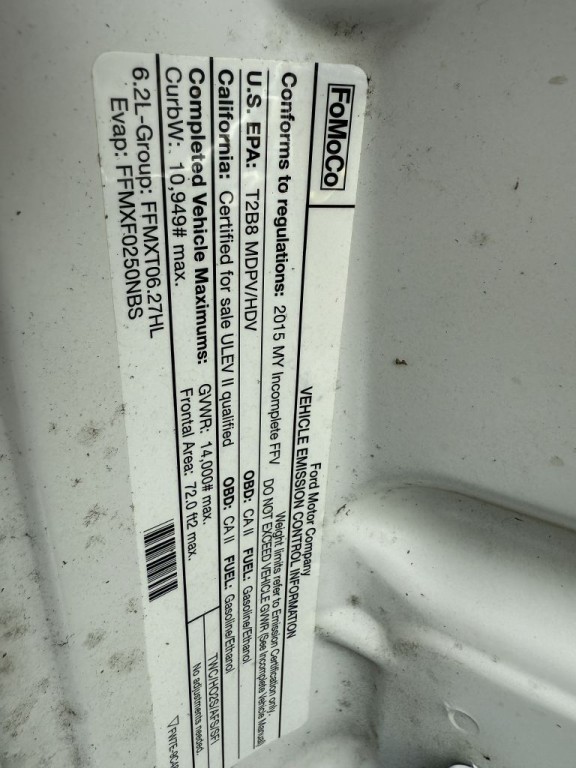 FoMoCo
Ford Motor Company
VEHICLE EMISSION CONTROL INFORMATION
Conforms to regulations: 2015 MY Incomplete FFV
Weight limits refer to Emission Certification only.
DO NOT EXCEED VEHICLE GVWR (See Incomplete Vehicle Manual)
U.S. EPA: T2B8 MDPV/HDV OBD: CA II FUEL: Gasoline/Ethanol
California: Certified for sale ULEV II qualified OBD: CA II FUEL: Gasoline/Ethanol
Completed Vehicle Maximums: GVWR: 14,000# max.
CurbW: 10,949# max. Frontal Area: 72.0 ft2 max.
TWC/HO2S/AFS/SFI
No adjustments needed.
6.2L-Group: FFMXT06.27HL
Evap: FFMXF0250NBS